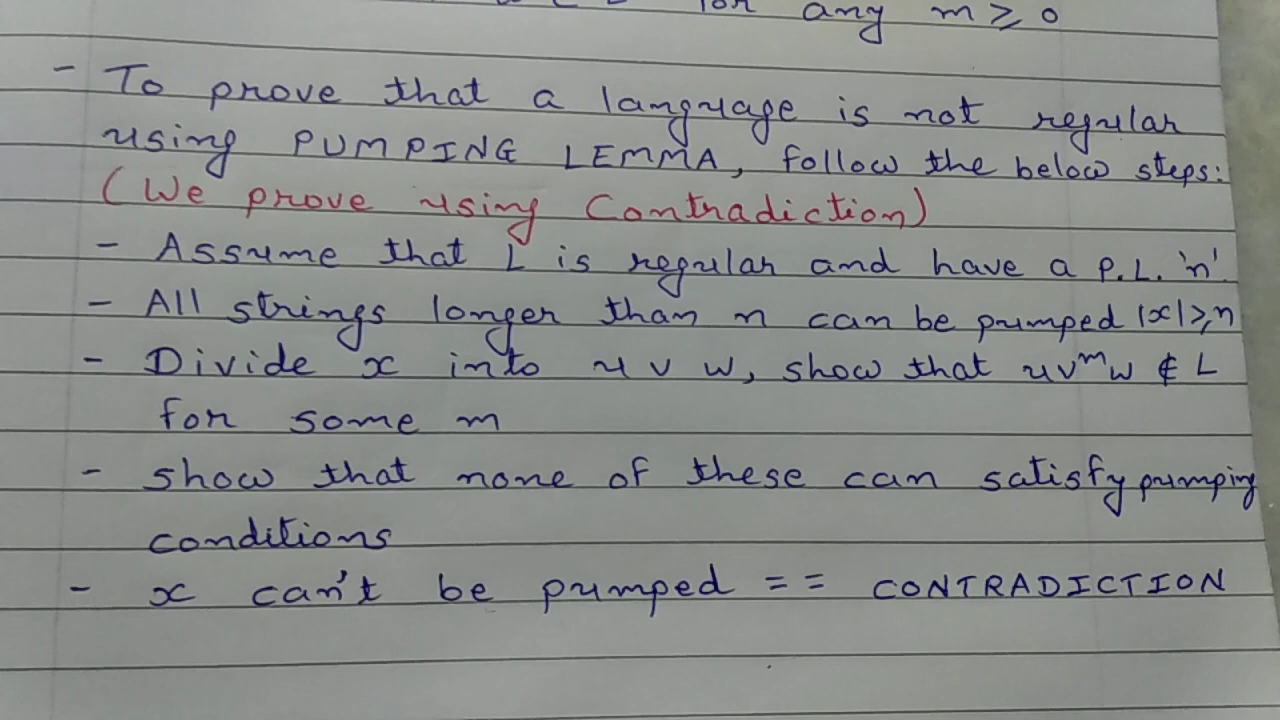 for any m ≥ 0
- To prove that a language is not regular
using PUMPING LEMMA, follow the below steps:
(We prove using Contradiction)
- Assume that L is regular and have a P.L. 'n'.
- All strings longer than n can be pumped |x| ≥ n
- Divide x into u v w, show that uvᵐw ∉ L
for some m
- show that none of these can satisfy pumping
conditions
- x can't be pumped == CONTRADICTION